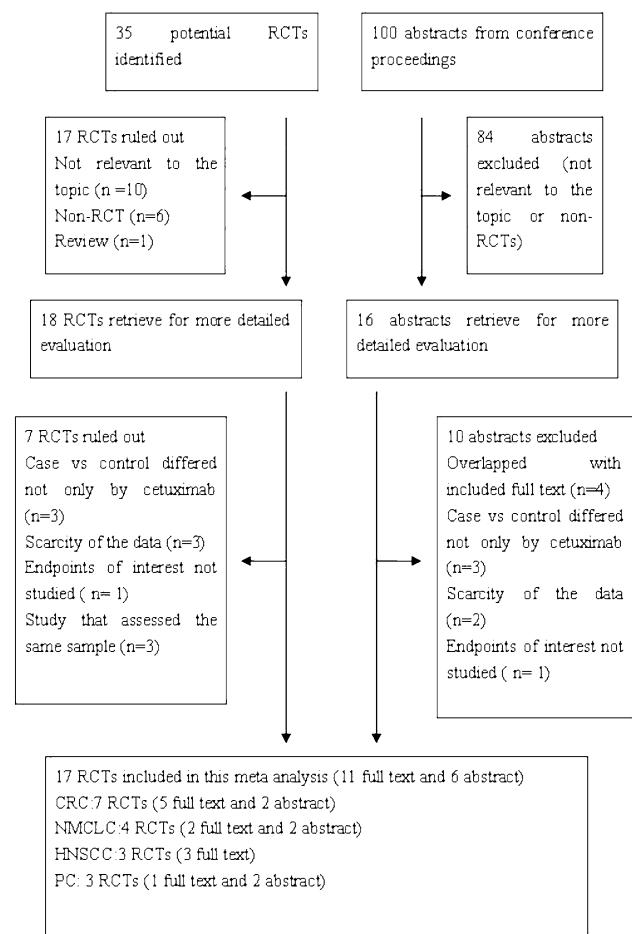 35 potential RCTs
identified
100 abstracts from conference
proceedings
17 RCTs ruled out
Not relevant to the
topic (n =10)
Non-RCT (n=6)
Review (n=1)
84 abstracts
excluded (not
relevant to the
topic or non-
RCTs)
18 RCTs retrieve for more detailed
evaluation
16 abstracts retrieve for more
detailed evaluation
7 RCTs ruled out
Case vs control differed
not only by cetuximab
(n=3)
Scarcity of the data (n=3)
Endpoints of interest not
studied ( n= 1)
Study that assessed the
same sample (n=3)
10 abstracts excluded
Overlapped with
included full text (n=4)
Case vs control differed
not only by cetuximab
(n=3)
Scarcity of the data
(n=2)
Endpoints of interest not
studied ( n= 1)
17 RCTs included in this meta analysis (11 full text and 6 abstract)
CRC:7 RCTs (5 full text and 2 abstract)
NMCLC:4 RCTs (2 full text and 2 abstract)
HNSCC:3 RCTs (3 full text)
PC: 3 RCTs (1 full text and 2 abstract)